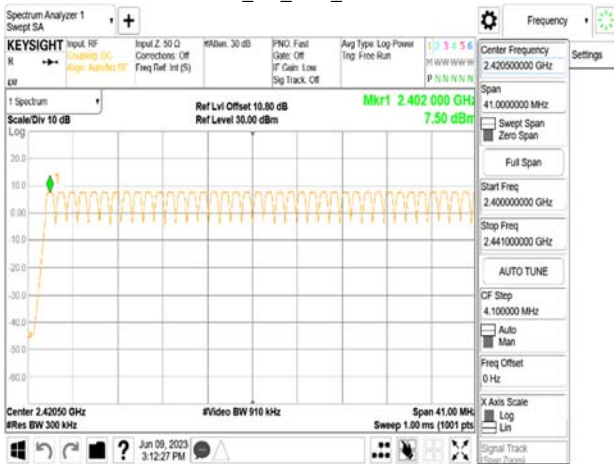 Spectrum Analyzer 1
Swept SA
Frequency
Settings
KEYSIGHT
Input: RF
Coupling: DC
Align: Auto/No RF
Input Z: 50 Ω
Corrections: Off
Freq Ref: Int (S)
#Atten: 30 dB
PNO: Fast
Gate: Off
IF Gain: Low
Sig Track: Off
Avg Type: Log-Power
Trig: Free Run
1 2 3 4 5 6
M W W W W W
P N N N N N
1 Spectrum
Scale/Div 10 dB
Log
Ref Lvl Offset 10.80 dB
Ref Level 30.00 dBm
Mkr1 2.402 000 GHz
7.50 dBm
1
20.0
10.0
0.00
-10.0
-20.0
-30.0
-40.0
-50.0
-60.0
Center 2.42050 GHz
#Res BW 300 kHz
#Video BW 910 kHz
Span 41.00 MHz
Sweep 1.00 ms (1001 pts
Jun 09, 2023
3:12:27 PM
Center Frequency
2.420500000 GHz
Span
41.0000000 MHz
Swept Span
Zero Span
Full Span
Start Freq
2.400000000 GHz
Stop Freq
2.441000000 GHz
AUTO TUNE
CF Step
4.100000 MHz
Auto
Man
Freq Offset
0 Hz
X Axis Scale
Log
Lin
Signal Track
(Span Zoom)